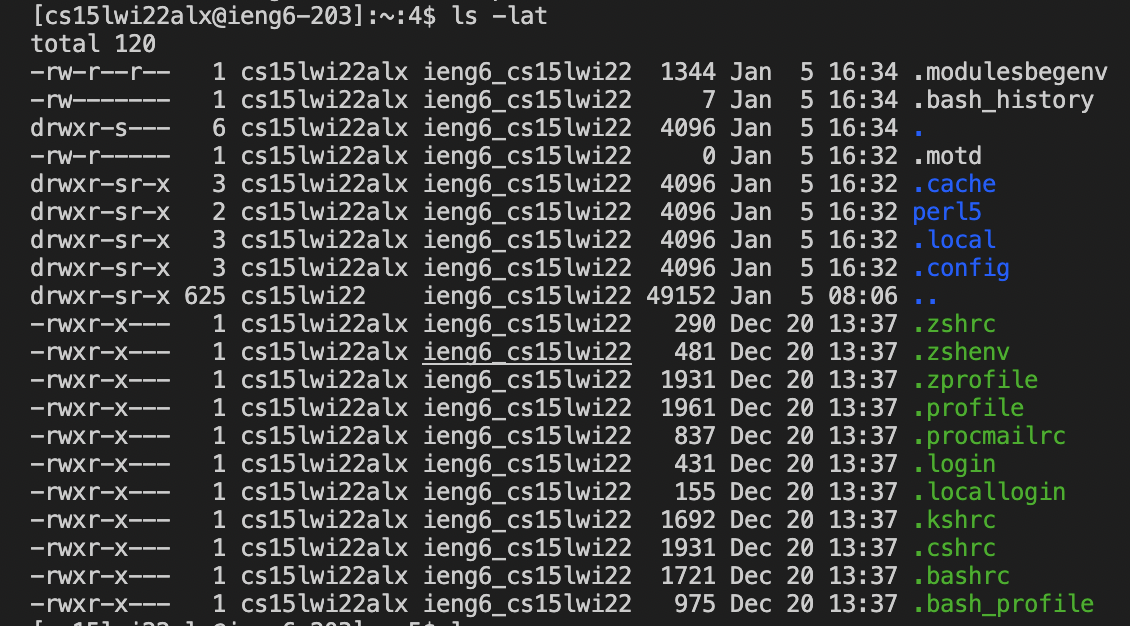 [cs15lwi22alx@ieng6-203]:~:4$ ls -lat
total 120
-rw-r--r--   1 cs15lwi22alx ieng6_cs15lwi22  1344 Jan  5 16:34 .modulesbegenv
-rw-------   1 cs15lwi22alx ieng6_cs15lwi22     7 Jan  5 16:34 .bash_history
drwxr-s---   6 cs15lwi22alx ieng6_cs15lwi22  4096 Jan  5 16:34 .
-rw-r-----   1 cs15lwi22alx ieng6_cs15lwi22     0 Jan  5 16:32 .motd
drwxr-sr-x   3 cs15lwi22alx ieng6_cs15lwi22  4096 Jan  5 16:32 .cache
drwxr-sr-x   2 cs15lwi22alx ieng6_cs15lwi22  4096 Jan  5 16:32 perl5
drwxr-sr-x   3 cs15lwi22alx ieng6_cs15lwi22  4096 Jan  5 16:32 .local
drwxr-sr-x   3 cs15lwi22alx ieng6_cs15lwi22  4096 Jan  5 16:32 .config
drwxr-sr-x 625 cs15lwi22    ieng6_cs15lwi22 49152 Jan  5 08:06 ..
-rwxr-x---   1 cs15lwi22alx ieng6_cs15lwi22   290 Dec 20 13:37 .zshrc
-rwxr-x---   1 cs15lwi22alx ieng6_cs15lwi22   481 Dec 20 13:37 .zshenv
-rwxr-x---   1 cs15lwi22alx ieng6_cs15lwi22  1931 Dec 20 13:37 .zprofile
-rwxr-x---   1 cs15lwi22alx ieng6_cs15lwi22  1961 Dec 20 13:37 .profile
-rwxr-x---   1 cs15lwi22alx ieng6_cs15lwi22   837 Dec 20 13:37 .procmailrc
-rwxr-x---   1 cs15lwi22alx ieng6_cs15lwi22   431 Dec 20 13:37 .login
-rwxr-x---   1 cs15lwi22alx ieng6_cs15lwi22   155 Dec 20 13:37 .locallogin
-rwxr-x---   1 cs15lwi22alx ieng6_cs15lwi22  1692 Dec 20 13:37 .kshrc
-rwxr-x---   1 cs15lwi22alx ieng6_cs15lwi22  1931 Dec 20 13:37 .cshrc
-rwxr-x---   1 cs15lwi22alx ieng6_cs15lwi22  1721 Dec 20 13:37 .bashrc
-rwxr-x---   1 cs15lwi22alx ieng6_cs15lwi22   975 Dec 20 13:37 .bash_profile